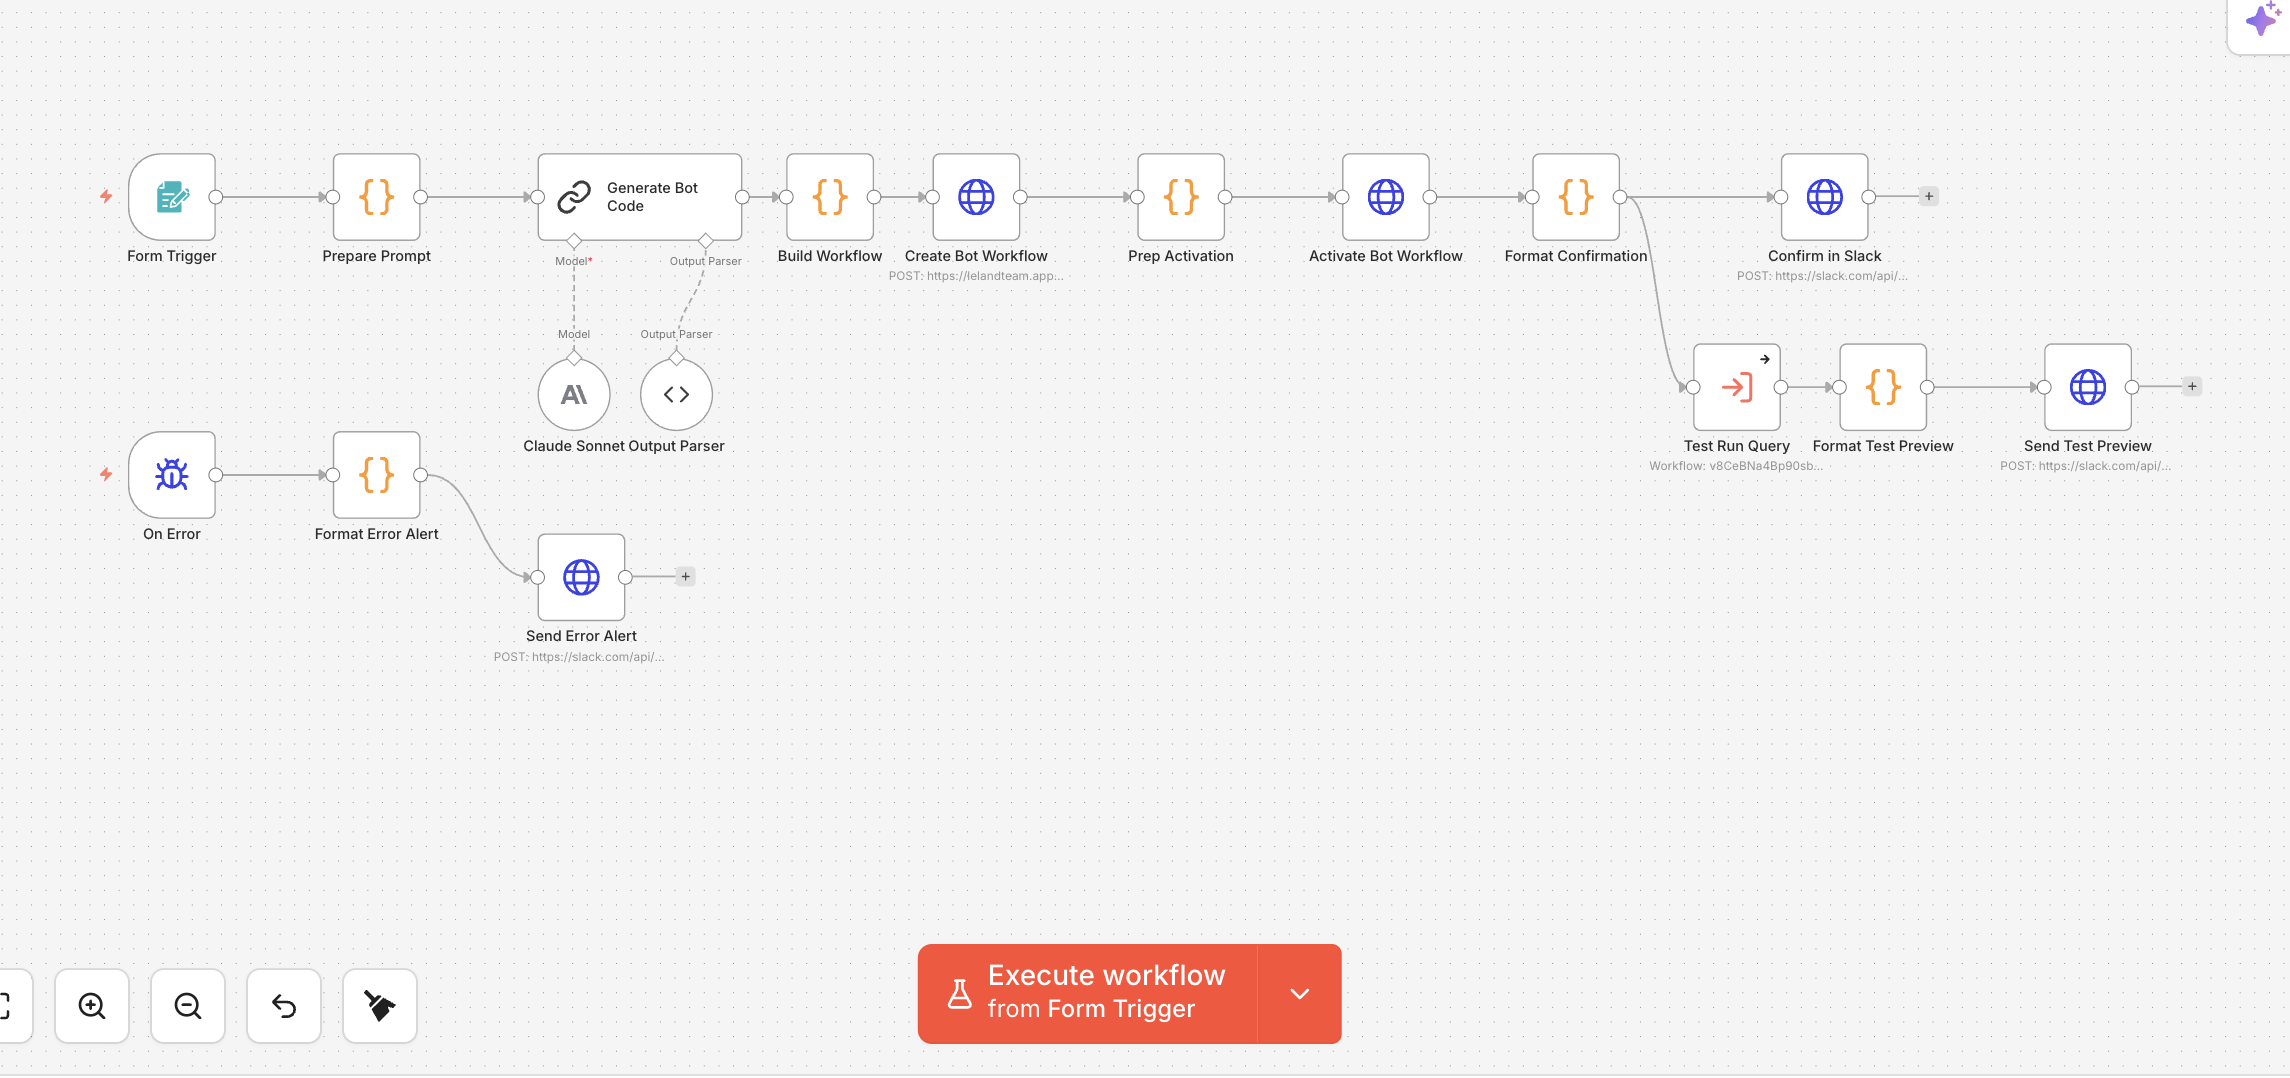 Form Trigger
Prepare Prompt
Generate Bot
Code
Model*
Output Parser
Model
Output Parser
Claude Sonnet
Output Parser
Build Workflow
Create Bot Workflow
POST: https://lelandteam.app...
Prep Activation
Activate Bot Workflow
Format Confirmation
Confirm in Slack
POST: https://slack.com/api/...
Test Run Query
Workflow: v8CeBNa4Bp90sb...
Format Test Preview
Send Test Preview
POST: https://slack.com/api/...
On Error
Format Error Alert
Send Error Alert
POST: https://slack.com/api/...
Execute workflow
from Form Trigger